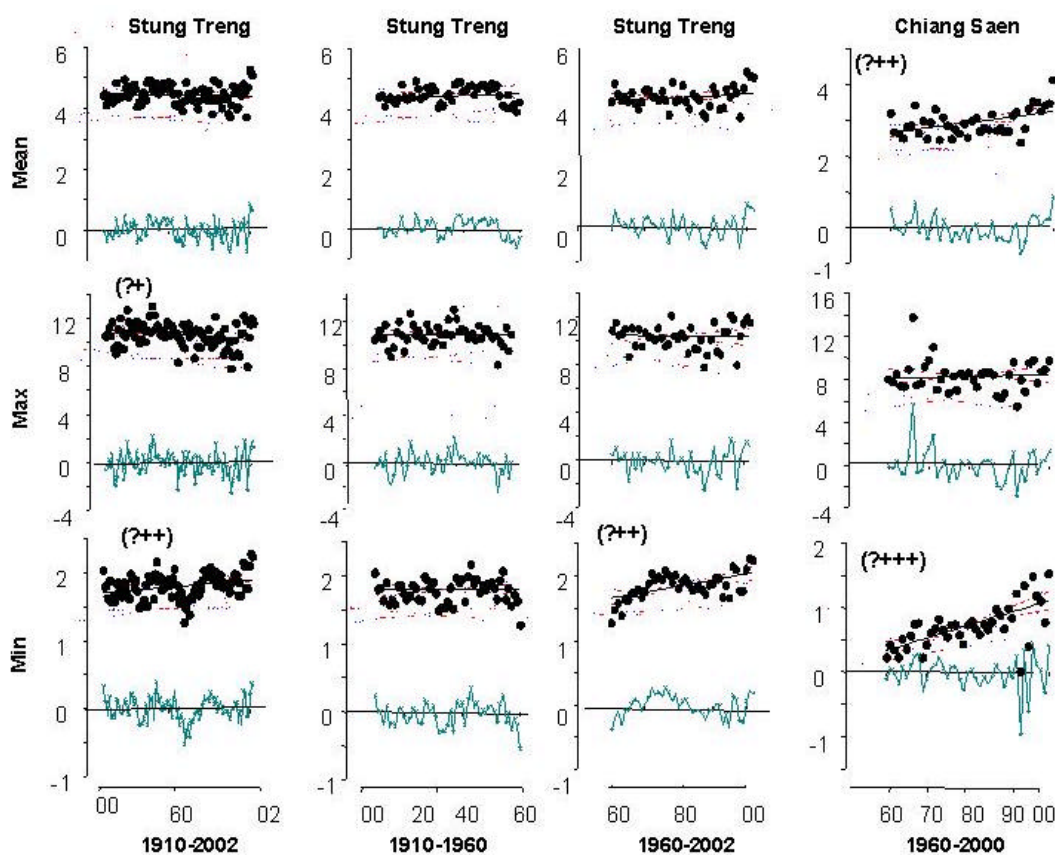 Stung Treng Stung Treng Stung Treng Chiang Saen
Mean
6 4 2 0
6 4 2 0
6 4 2 0
(?++)
4 2 0 -1
Max
(?+)
12 8 4 0 -4
12 8 4 0 -4
12 8 4 0 -4
16 12 8 4 0
Min
(?++)
2 1 0 -1
2 1 0 -1
(?++)
2 1 0 -1
(?+++)
2 1 0 -1
00 60 02
00 20 40 60
60 80 00
60 70 80 90 00
1910-2002 1910-1960 1960-2002 1960-2000